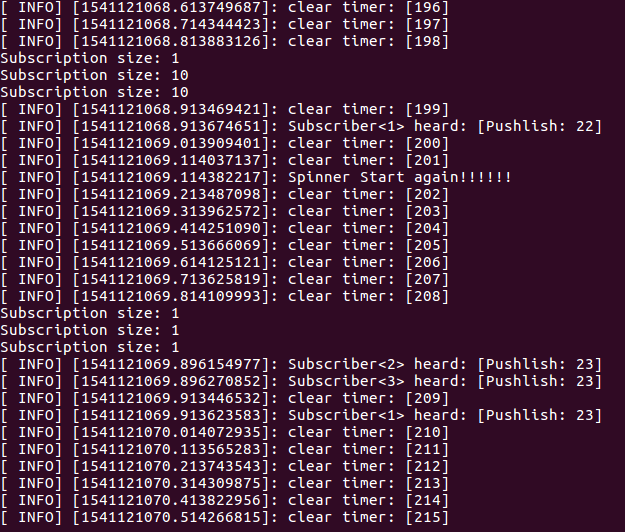 [ INFO] [1541121068.613749687]: clear timer: [196]
[ INFO] [1541121068.714344423]: clear timer: [197]
[ INFO] [1541121068.813883126]: clear timer: [198]
Subscription size: 1
Subscription size: 10
Subscription size: 10
[ INFO] [1541121068.913469421]: clear timer: [199]
[ INFO] [1541121068.913674651]: Subscriber<1> heard: [Pushlish: 22]
[ INFO] [1541121069.013909401]: clear timer: [200]
[ INFO] [1541121069.114037137]: clear timer: [201]
[ INFO] [1541121069.114382217]: Spinner Start again!!!!!!
[ INFO] [1541121069.213487098]: clear timer: [202]
[ INFO] [1541121069.313962572]: clear timer: [203]
[ INFO] [1541121069.414251090]: clear timer: [204]
[ INFO] [1541121069.513666069]: clear timer: [205]
[ INFO] [1541121069.614125121]: clear timer: [206]
[ INFO] [1541121069.713625819]: clear timer: [207]
[ INFO] [1541121069.814109993]: clear timer: [208]
Subscription size: 1
Subscription size: 1
Subscription size: 1
[ INFO] [1541121069.896154977]: Subscriber<2> heard: [Pushlish: 23]
[ INFO] [1541121069.896270852]: Subscriber<3> heard: [Pushlish: 23]
[ INFO] [1541121069.913446532]: clear timer: [209]
[ INFO] [1541121069.913623583]: Subscriber<1> heard: [Pushlish: 23]
[ INFO] [1541121070.014072935]: clear timer: [210]
[ INFO] [1541121070.113565283]: clear timer: [211]
[ INFO] [1541121070.213743543]: clear timer: [212]
[ INFO] [1541121070.314309875]: clear timer: [213]
[ INFO] [1541121070.413822956]: clear timer: [214]
[ INFO] [1541121070.514266815]: clear timer: [215]